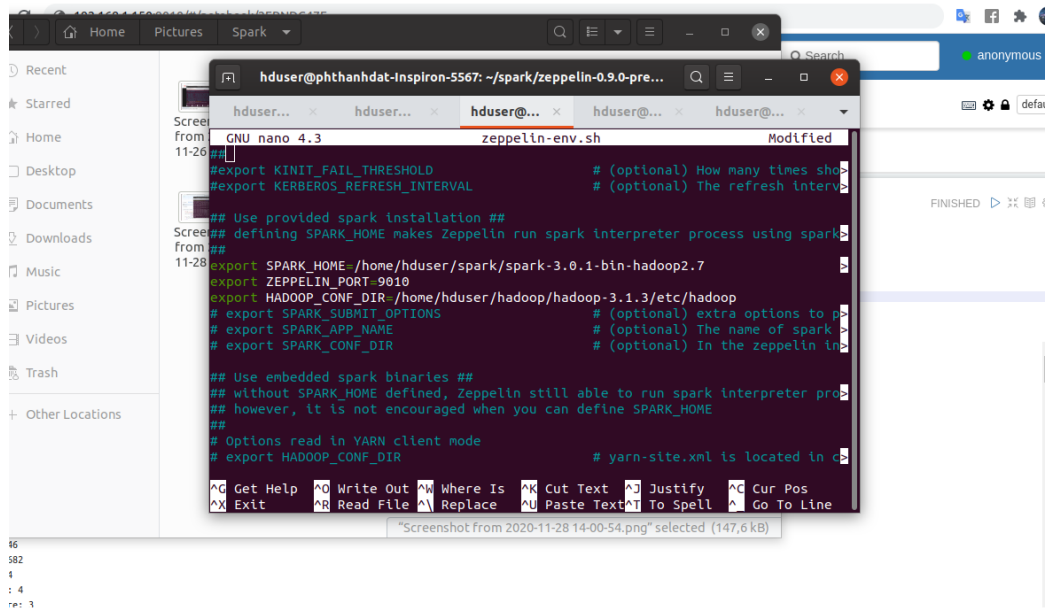 Home Pictures Spark
Search
anonymous
Recent
Starred
Home
Desktop
Documents
Downloads
Music
Pictures
Videos
Trash
+ Other Locations
from
11-26
from
11-28
hduser@phthanhdat-Inspiron-5567: ~/spark/zeppelin-0.9.0-pre...
hduser... × hduser... × hduser@... × hduser@... × hduser@... ×
GNU nano 4.3 zeppelin-env.sh Modified
##
#export KINIT_FAIL_THRESHOLD # (optional) How many times sho>
#export KERBEROS_REFRESH_INTERVAL # (optional) The refresh interv>
## Use provided spark installation ##
## defining SPARK_HOME makes Zeppelin run spark interpreter process using spark>
##
export SPARK_HOME=/home/hduser/spark/spark-3.0.1-bin-hadoop2.7 >
export ZEPPELIN_PORT=9010
export HADOOP_CONF_DIR=/home/hduser/hadoop/hadoop-3.1.3/etc/hadoop
# export SPARK_SUBMIT_OPTIONS # (optional) extra options to p>
# export SPARK_APP_NAME # (optional) The name of spark >
# export SPARK_CONF_DIR # (optional) In the zeppelin in>
## Use embedded spark binaries ##
## without SPARK_HOME defined, Zeppelin still able to run spark interpreter pro>
## however, it is not encouraged when you can define SPARK_HOME
##
# Options read in YARN client mode
# export HADOOP_CONF_DIR # yarn-site.xml is located in c>
^G Get Help ^O Write Out ^W Where Is ^K Cut Text ^J Justify ^C Cur Pos
^X Exit ^R Read File ^\ Replace ^U Paste Text ^T To Spell ^_ Go To Line
FINISHED
"Screenshot from 2020-11-28 14-00-54.png" selected (147,6 kB)
46
582
4
: 4
re: 3